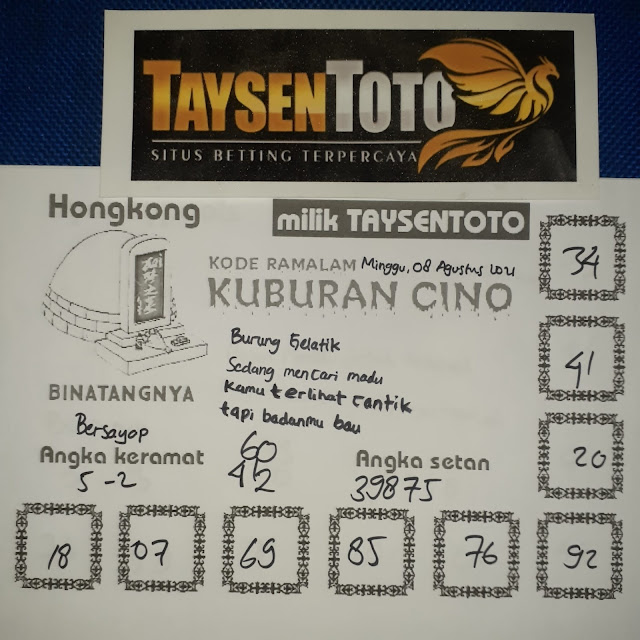 TAYSENTOTO
SITUS BETTING TERPERCAYA
Hongkong
milik TAYSENTOTO
KODE RAMALAM Minggu, 08 Agustus 2021
KUBURAN CINO
34
41
20
Burung Gelatik
Sedang mencari madu
Kamu terlihat cantik
tapi badanmu bau
BINATANGNYA
Bersayap
Angka keramat
5-2
60
42
Angka setan
39875
18 07 69 85 76 92